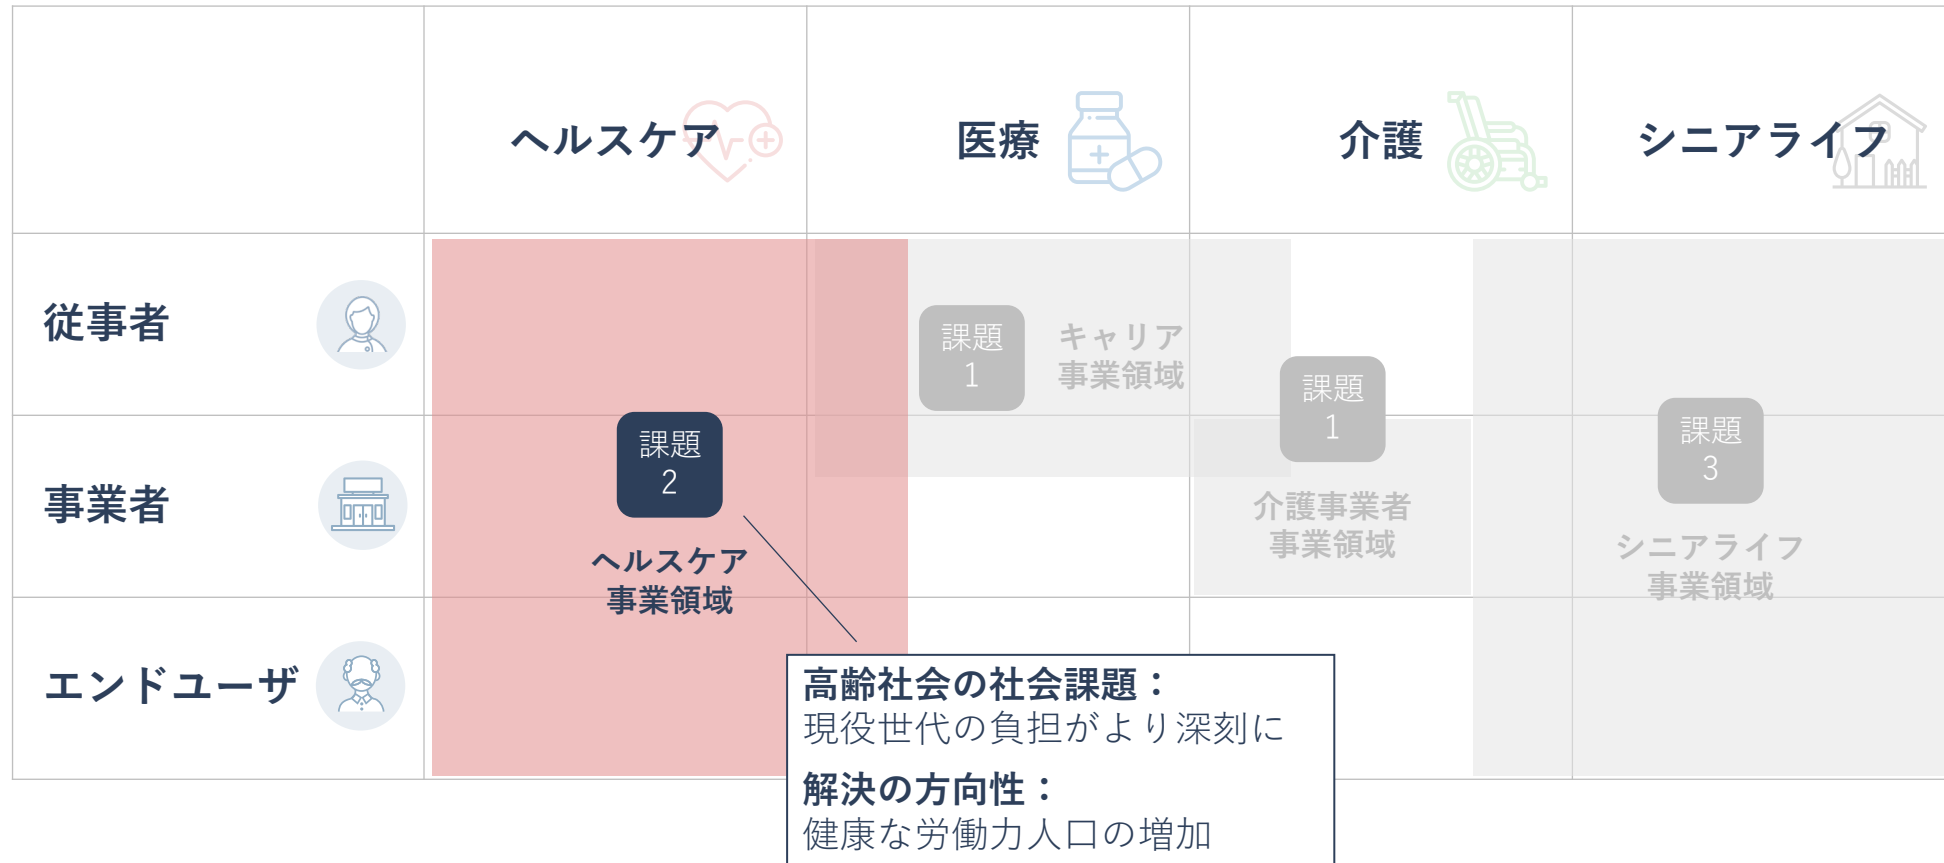 ヘルスケア
医療
介護
シニアライフ
従事者
課題
1
キャリア
事業領域
課題
1
事業者
課題
2
ヘルスケア
事業領域
介護事業者
事業領域
課題
3
シニアライフ
事業領域
エンドユーザ
高齢社会の社会課題：
現役世代の負担がより深刻に
解決の方向性：
健康な労働力人口の増加